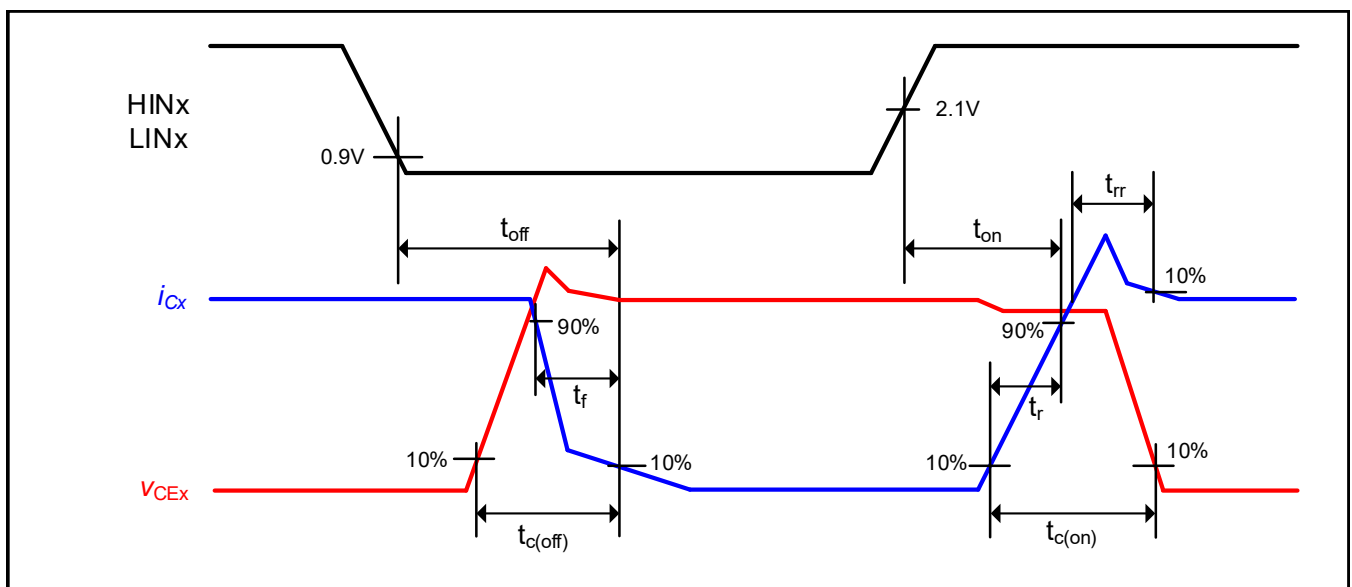 HINx
LINx
0.9V
2.1V
trr
toff
ton
iCx
10%
90%
90%
tf
tr
10%
10%
10%
10%
vCEx
tc(off)
tc(on)